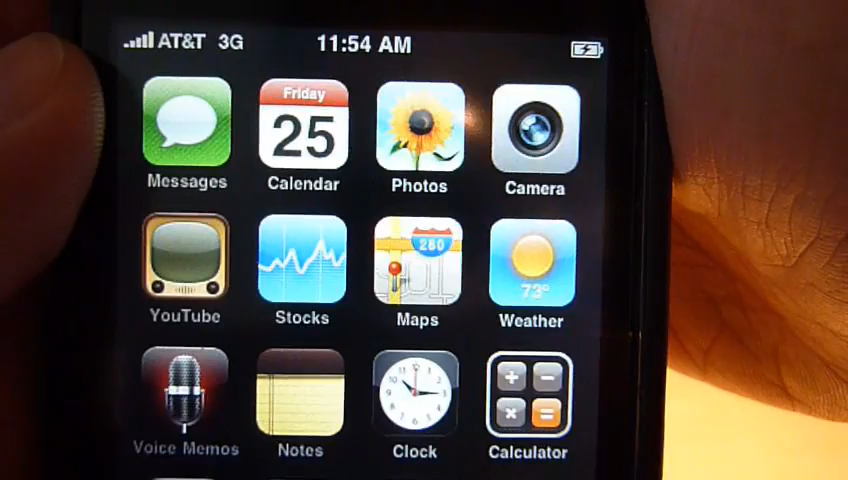 AT&T 3G 11:54 AM
Friday
25
Messages Calendar Photos Camera
280
73°
YouTube Stocks Maps Weather
Voice Memos Notes Clock Calculator